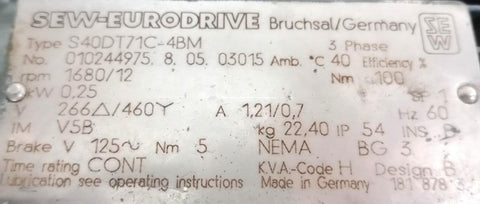 SEW-EURODRIVE Bruchsal/Germany SEW
Type S40DT71C-4BM 3 Phase
No. 010244975. 8. 05. 03015 Amb. °C 40 Efficiency %
rpm 1680/12 Nm 100
kW 0,25 SF 1
V 266△/460Y A 1,21/0,7 Hz 60
IM V5B kg 22,40 IP 54 INS
Brake V 125~ Nm 5 NEMA BG 3
Time rating CONT K.V.A.-Code H Design B
Lubrication see operating instructions Made in Germany 181 878 3